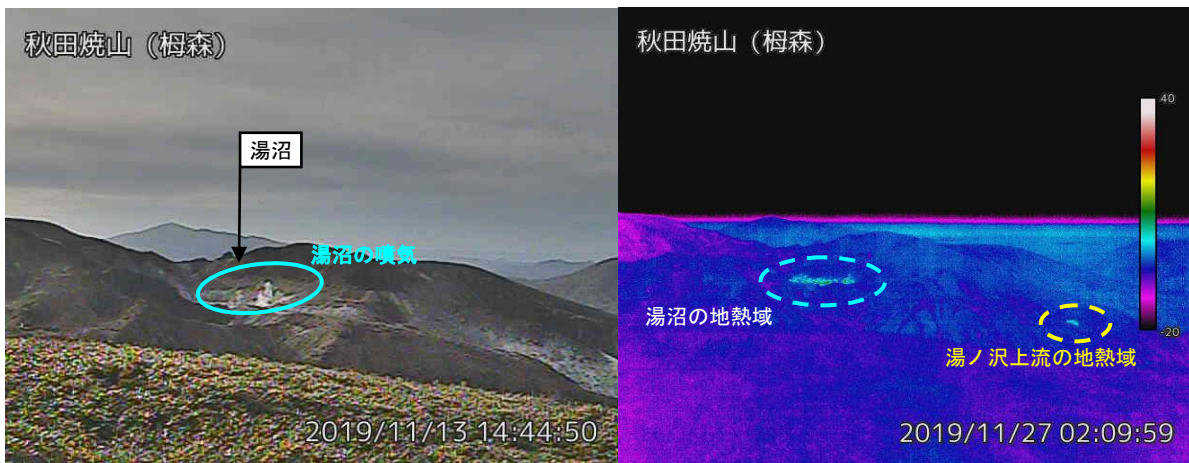 秋田焼山（栂森）
湯沼
湯沼の噴気
2019/11/13 14:44:50
秋田焼山（栂森）
40
-20
湯沼の地熱域
湯ノ沢上流の地熱域
2019/11/27 02:09:59